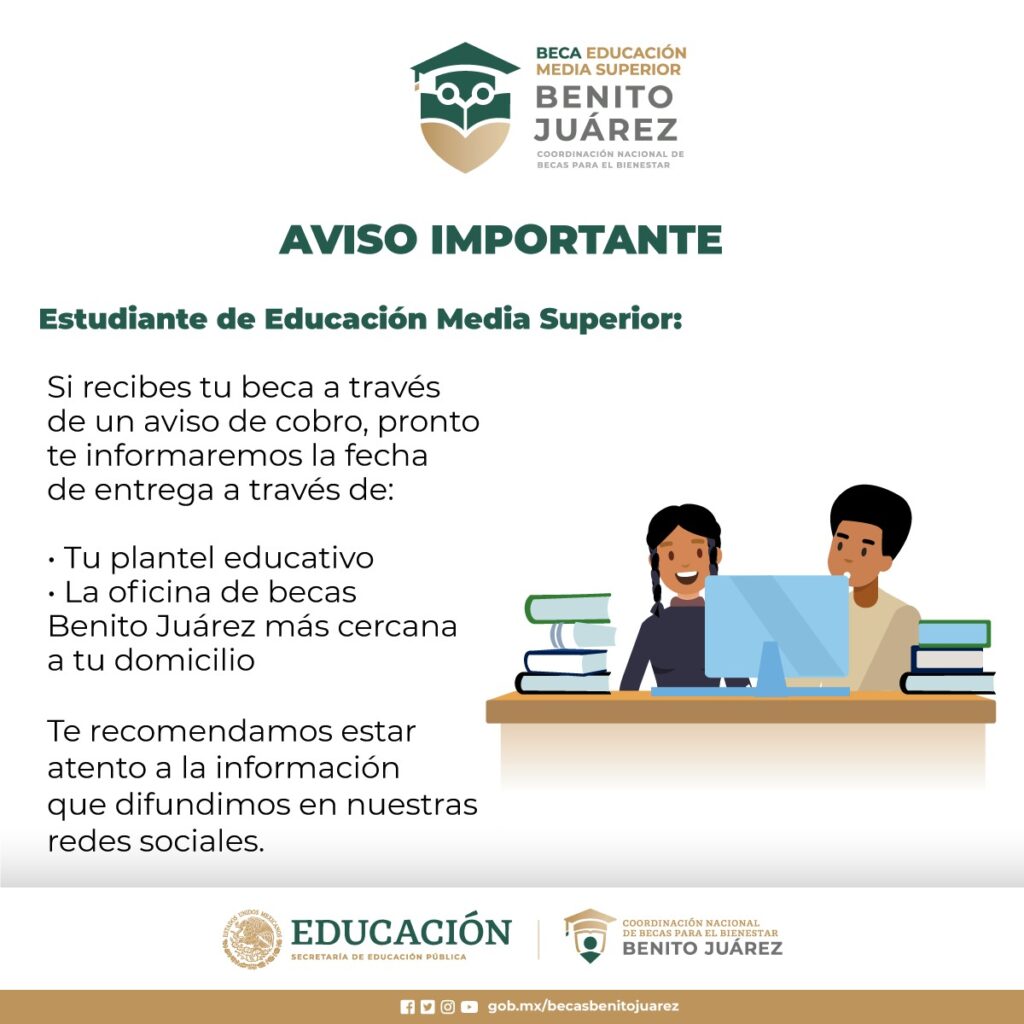 BECA EDUCACIÓN
MEDIA SUPERIOR
BENITO
JUÁREZ
COORDINACIÓN NACIONAL DE
BECAS PARA EL BIENESTAR
AVISO IMPORTANTE
Estudiante de Educación Media Superior:
Si recibes tu beca a través
de un aviso de cobro, pronto
te informaremos la fecha
de entrega a través de:
• Tu plantel educativo
• La oficina de becas
Benito Juárez más cercana
a tu domicilio
Te recomendamos estar
atento a la información
que difundimos en nuestras
redes sociales.
ESTADOS UNIDOS MEXICANOS
EDUCACIÓN
SECRETARÍA DE EDUCACIÓN PÚBLICA
COORDINACIÓN NACIONAL
DE BECAS PARA EL BIENESTAR
BENITO JUÁREZ
gob.mx/becasbenitojuarez